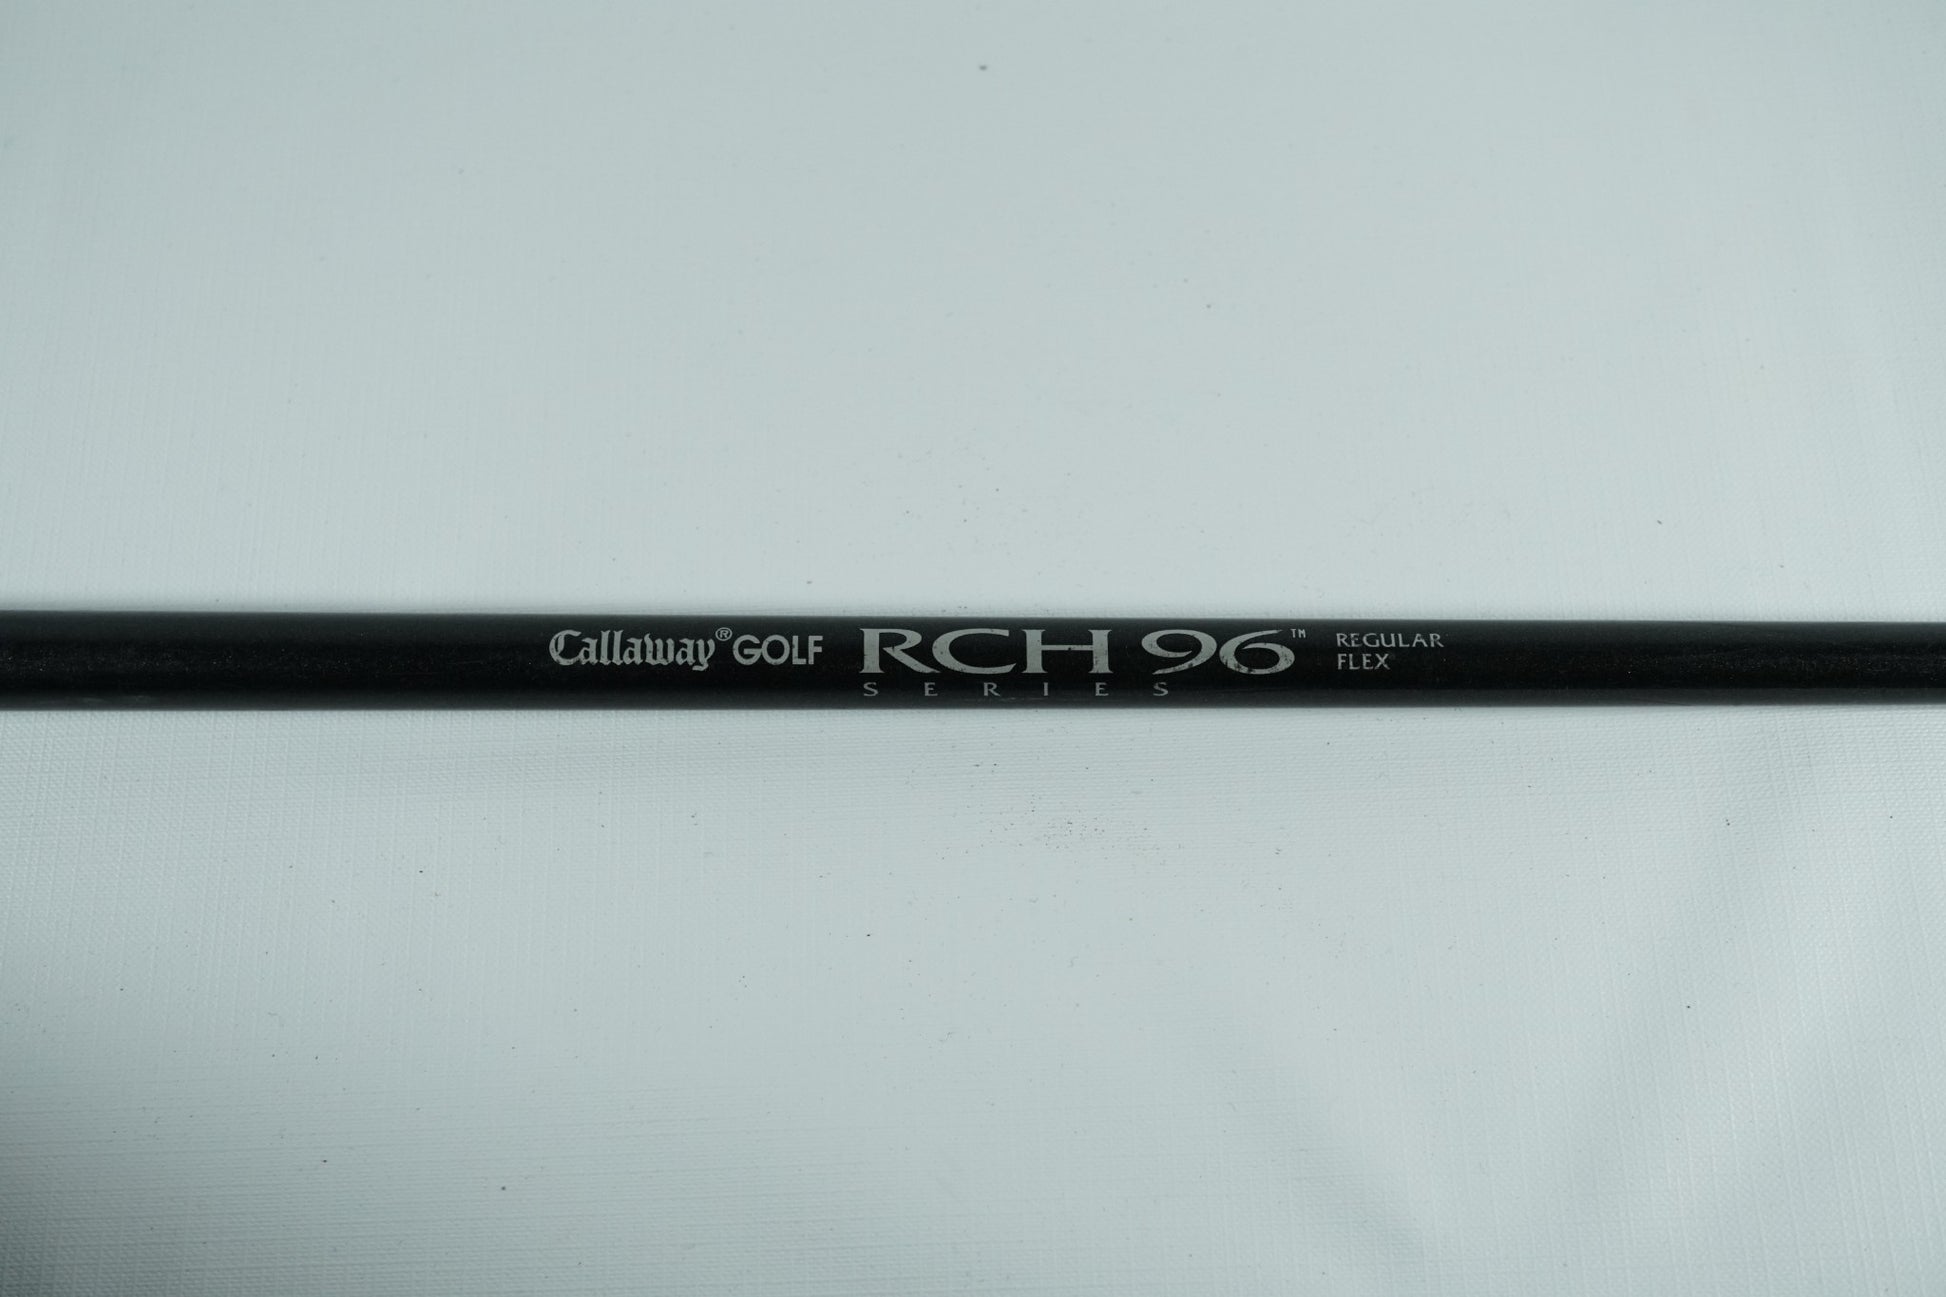 Callaway® GOLF RCH 96™ REGULAR
FLEX
SERIES